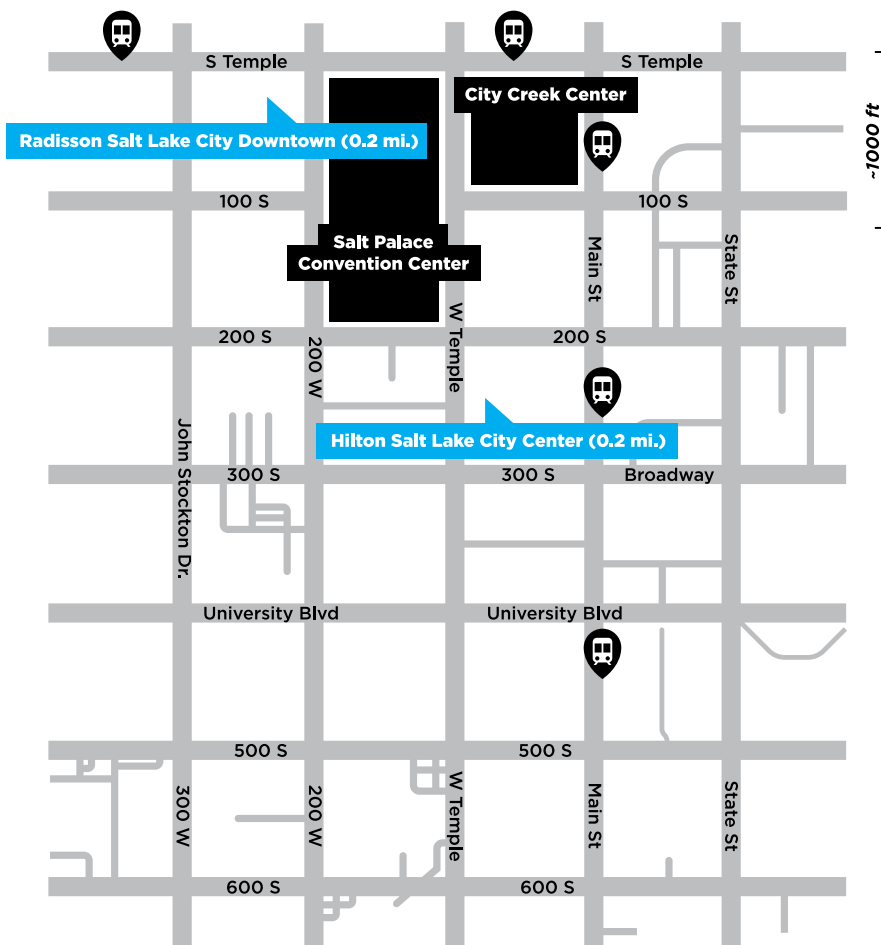 S Temple
S Temple
City Creek Center
~1000 ft
Radisson Salt Lake City Downtown (0.2 mi.)
100 S
100 S
Salt Palace
Convention Center
Main St
State St
200 S
200 S
200 W
W Temple
John Stockton Dr.
Hilton Salt Lake City Center (0.2 mi.)
300 S
300 S
Broadway
University Blvd
University Blvd
500 S
500 S
300 W
200 W
W Temple
Main St
State St
600 S
600 S